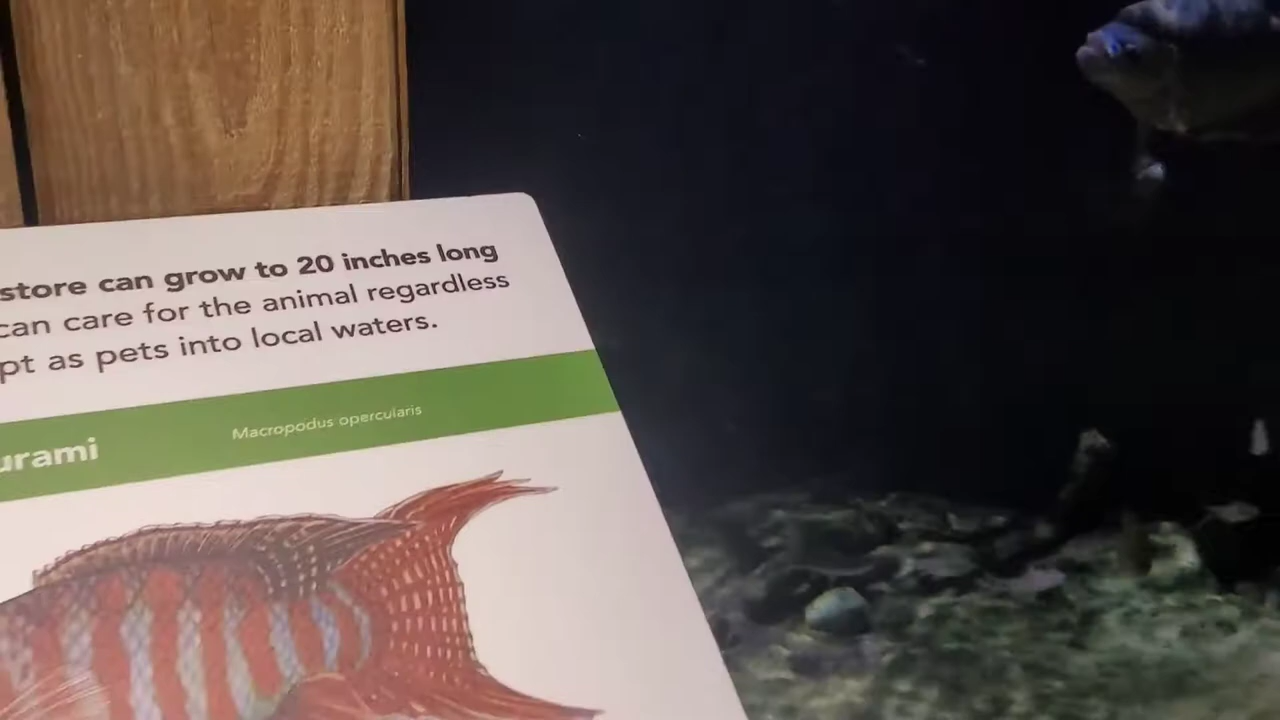 store can grow to 20 inches long
can care for the animal regardless
pt as pets into local waters.
urami
Macropodus opercularis